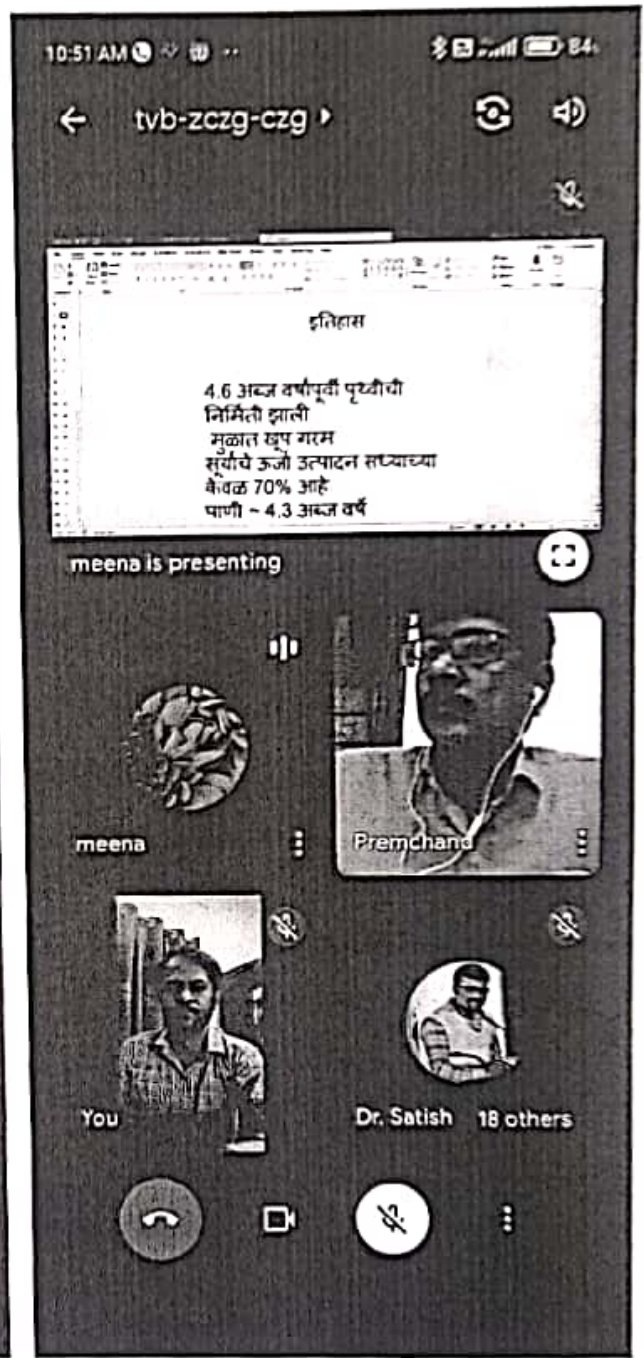 10:51 AM
84
tvb-zczg-czg
इतिहास
4.6 अब्ज वर्षांपूर्वी पृथ्वीची
निर्मिती झाली
मुळात खूप गरम
सूर्याचे ऊर्जा उत्पादन सध्याच्या
केवळ 70% आहे
पाणी ~ 4.3 अब्ज वर्षे
meena is presenting
meena
Premchand
You
Dr. Satish 18 others